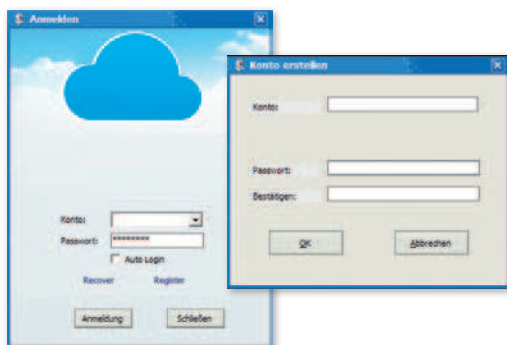 Anmelden
Konto:
Passwort: ********
Auto Login
Recover Register
Anmeldung Schließen
Konto erstellen
Konto:
Passwort:
Bestätigen:
OK Abbrechen